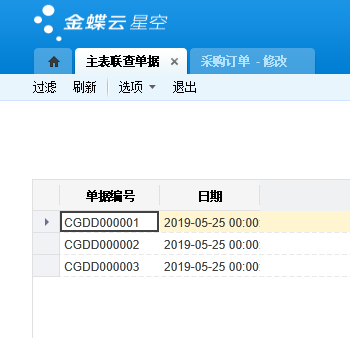 金蝶云 星空
主表联查单据 × 采购订单 - 修改
过滤 刷新 选项 退出
单据编号 日期
CGDD000001 2019-05-25 00:00:
CGDD000002 2019-05-25 00:00:
CGDD000003 2019-05-25 00:00: